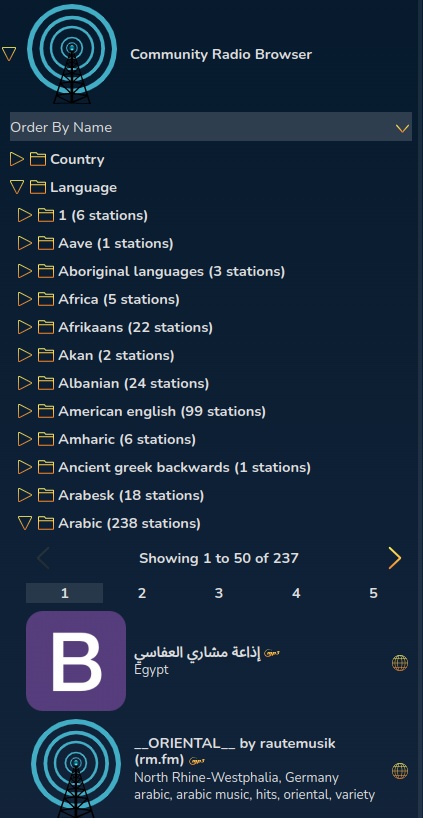 Community Radio Browser
Order By Name
Country
Language
1 (6 stations)
Aave (1 stations)
Aboriginal languages (3 stations)
Africa (5 stations)
Afrikaans (22 stations)
Akan (2 stations)
Albanian (24 stations)
American english (99 stations)
Amharic (6 stations)
Ancient greek backwards (1 stations)
Arabesk (18 stations)
Arabic (238 stations)
Showing 1 to 50 of 237
1 2 3 4 5
B
إذاعة مشاري العفاسي
Egypt
__ORIENTAL__ by rautemusik
(rm.fm)
North Rhine-Westphalia, Germany
arabic, arabic music, hits, oriental, variety